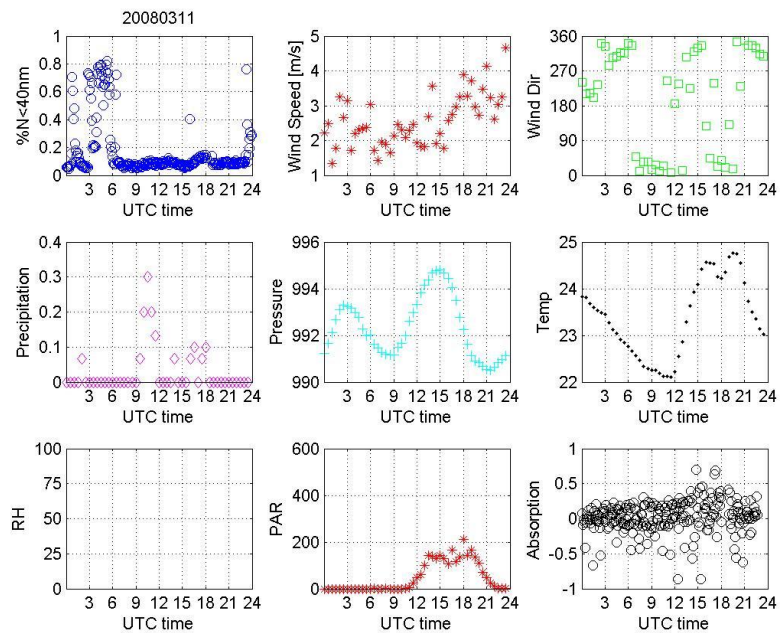 20080311
1
0.8
0.6
0.4
0.2
0
%N<40nm
3 6 9 12 15 18 21 24
UTC time
5
4
3
2
1
Wind Speed [m/s]
3 6 9 12 15 18 21 24
UTC time
360
270
180
90
0
Wind Dir
3 6 9 12 15 18 21 24
UTC time
0.4
0.3
0.2
0.1
0
Precipitation
3 6 9 12 15 18 21 24
UTC time
996
994
992
990
Pressure
3 6 9 12 15 18 21 24
UTC time
25
24
23
22
Temp
3 6 9 12 15 18 21 24
UTC time
100
75
50
25
0
RH
3 6 9 12 15 18 21 24
UTC time
600
400
200
0
PAR
3 6 9 12 15 18 21 24
UTC time
1
0.5
0
-0.5
-1
Absorption
3 6 9 12 15 18 21 24
UTC time